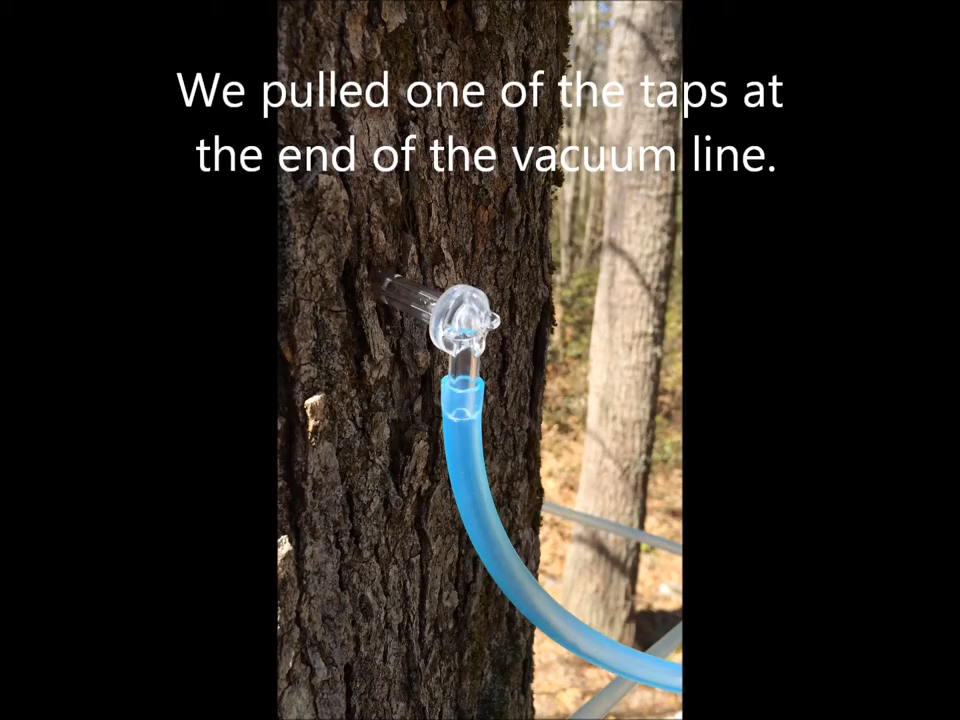 We pulled one of the taps at
the end of the vacuum line.